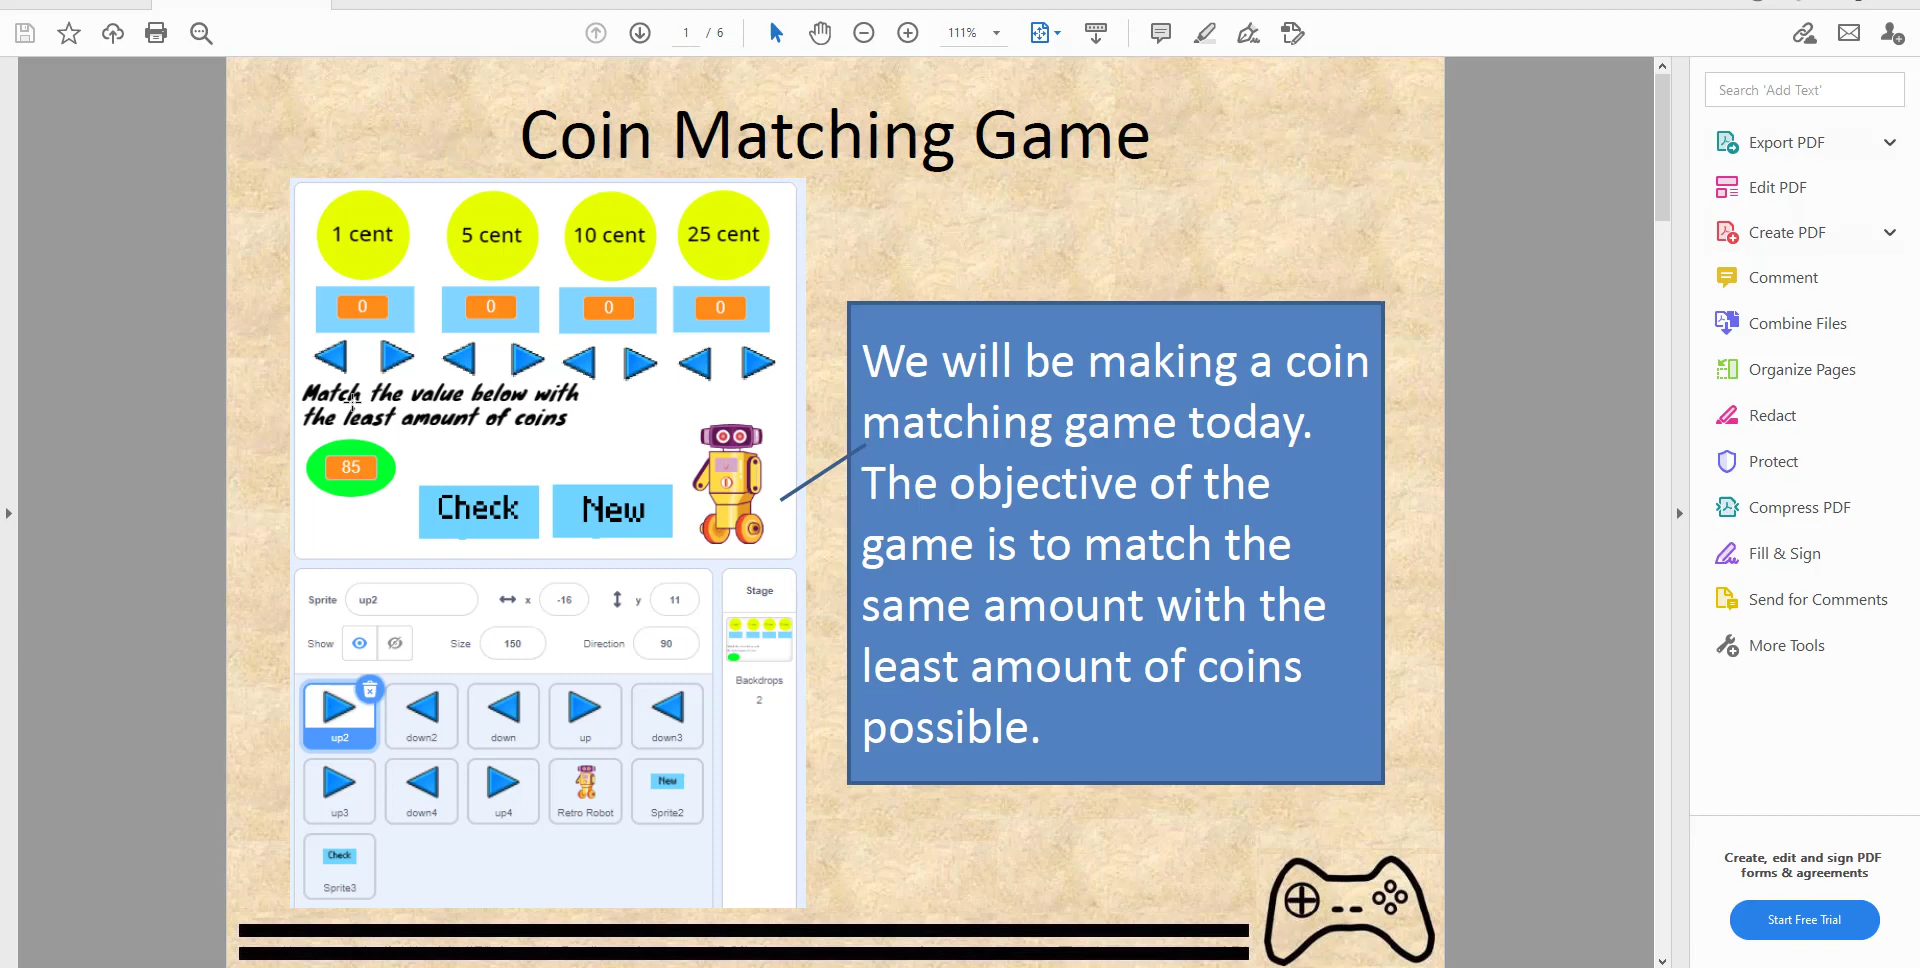 1 / 6
111%
Search 'Add Text'
Export PDF
Edit PDF
Create PDF
Comment
Combine Files
Organize Pages
Redact
Protect
Compress PDF
Fill & Sign
Send for Comments
More Tools
Create, edit and sign PDF
forms & agreements
Start Free Trial
Coin Matching Game
1 cent 5 cent 10 cent 25 cent
0 0 0 0
Match the value below with
the least amount of coins
85
Check New
Sprite up2 x -16 y 11
Show Size 150 Direction 90
Stage
Backdrops
2
up2 down2 down up down3
up3 down4 up4 Retro Robot New Sprite2
Check
Sprite3
We will be making a coin
matching game today.
The objective of the
game is to match the
same amount with the
least amount of coins
possible.